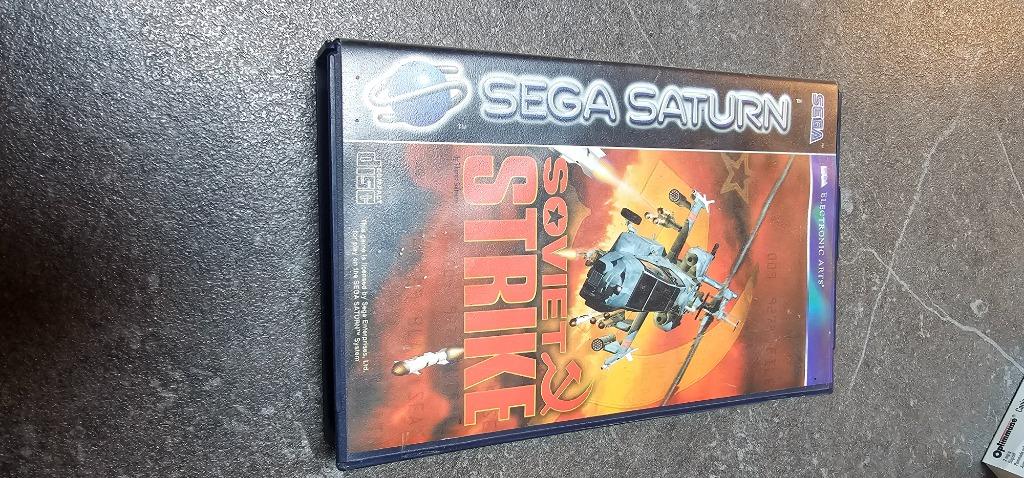 SEGA SATURN
SEGA
ELECTRONIC ARTS
SOVIET
STRIKE
COMPACT
disc
This game is licensed by Sega Enterprises, Ltd.
for play on the SEGA SATURN™ System
Optimmune